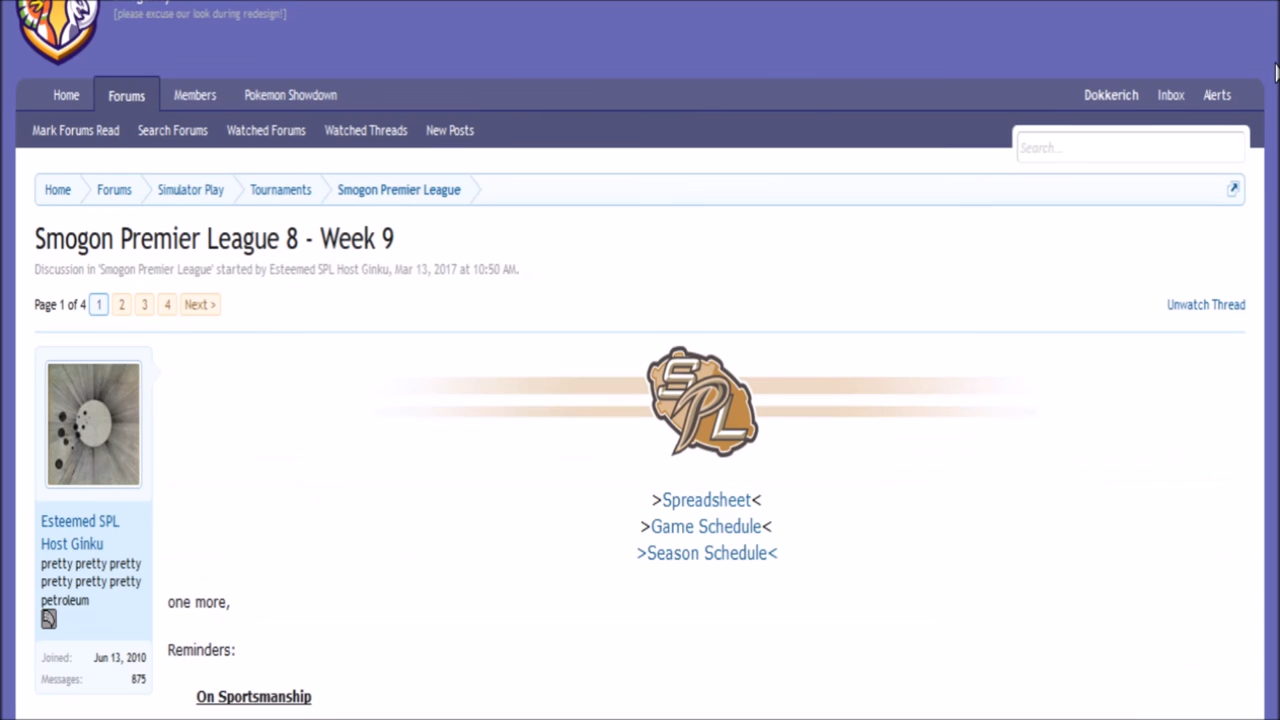 [please excuse our look during redesign!]
Home Forums Members Pokemon Showdown Dokkerich Inbox Alerts
Mark Forums Read Search Forums Watched Forums Watched Threads New Posts
Search...
Home Forums Simulator Play Tournaments Smogon Premier League
Smogon Premier League 8 - Week 9
Discussion in 'Smogon Premier League' started by Esteemed SPL Host Ginku, Mar 13, 2017 at 10:50 AM.
Page 1 of 4 1 2 3 4 Next > Unwatch Thread
SPL
>Spreadsheet<
>Game Schedule<
>Season Schedule<
Esteemed SPL
Host Ginku
pretty pretty pretty
pretty pretty pretty
petroleum
Joined: Jun 13, 2010
Messages: 875
one more,
Reminders:
On Sportsmanship